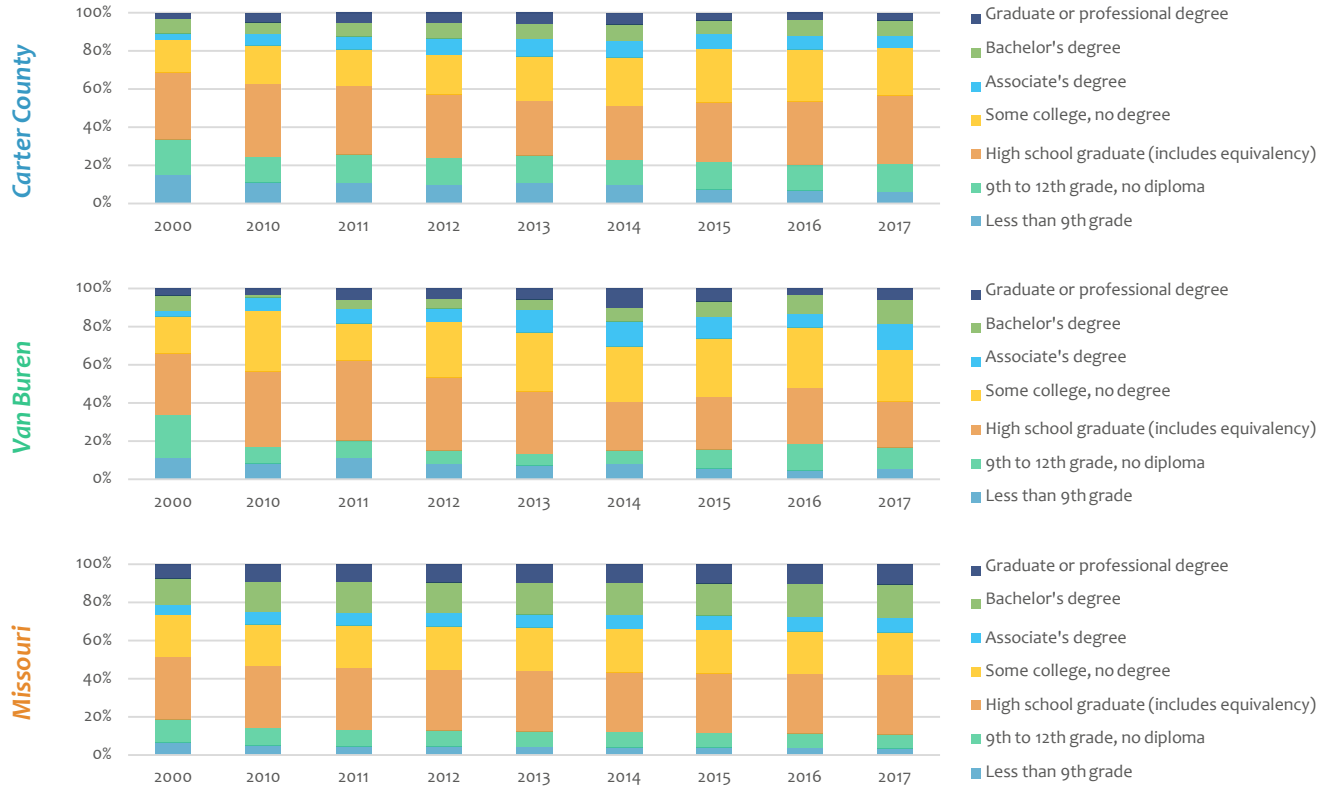 Carter County
100%
80%
60%
40%
20%
0%
2000 2010 2011 2012 2013 2014 2015 2016 2017
Graduate or professional degree
Bachelor's degree
Associate's degree
Some college, no degree
High school graduate (includes equivalency)
9th to 12th grade, no diploma
Less than 9th grade
Van Buren
100%
80%
60%
40%
20%
0%
2000 2010 2011 2012 2013 2014 2015 2016 2017
Graduate or professional degree
Bachelor's degree
Associate's degree
Some college, no degree
High school graduate (includes equivalency)
9th to 12th grade, no diploma
Less than 9th grade
Missouri
100%
80%
60%
40%
20%
0%
2000 2010 2011 2012 2013 2014 2015 2016 2017
Graduate or professional degree
Bachelor's degree
Associate's degree
Some college, no degree
High school graduate (includes equivalency)
9th to 12th grade, no diploma
Less than 9th grade